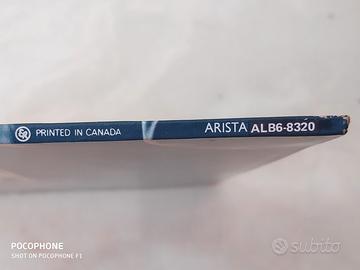 PRINTED IN CANADA ARISTA ALB6-8320
POCOPHONE
SHOT ON POCOPHONE F1
subito